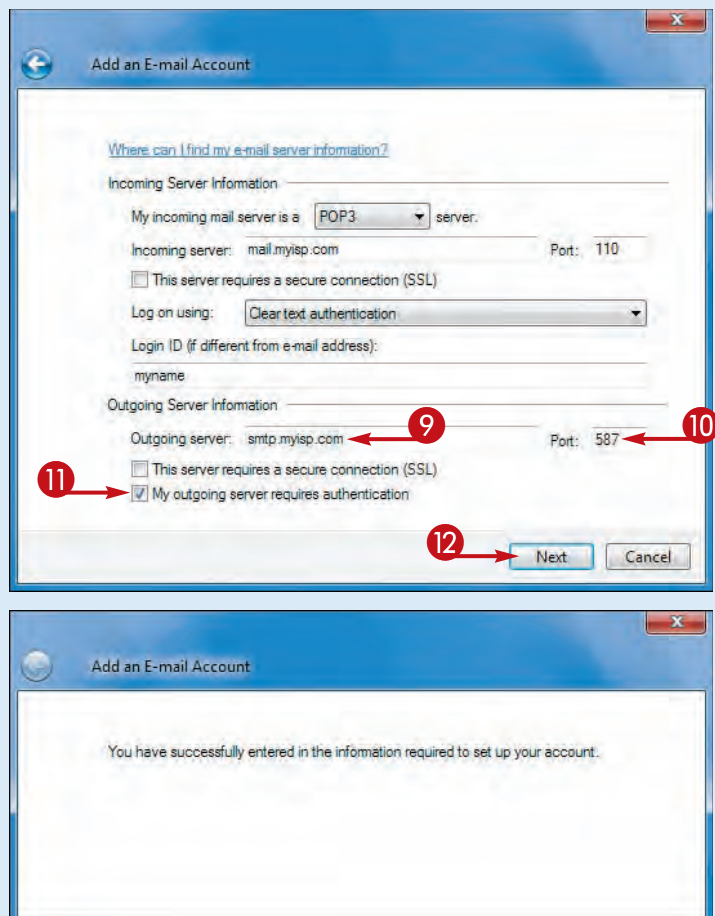 Add an E-mail Account
Where can I find my e-mail server information?
Incoming Server Information
My incoming mail server is a POP3 server.
Incoming server: mail.myisp.com Port: 110
This server requires a secure connection (SSL)
Log on using: Clear text authentication
Login ID (if different from e-mail address):
myname
Outgoing Server Information
Outgoing server: smtp.myisp.com 9 Port: 587 10
This server requires a secure connection (SSL)
11 My outgoing server requires authentication
12 Next Cancel
Add an E-mail Account
You have successfully entered in the information required to set up your account.